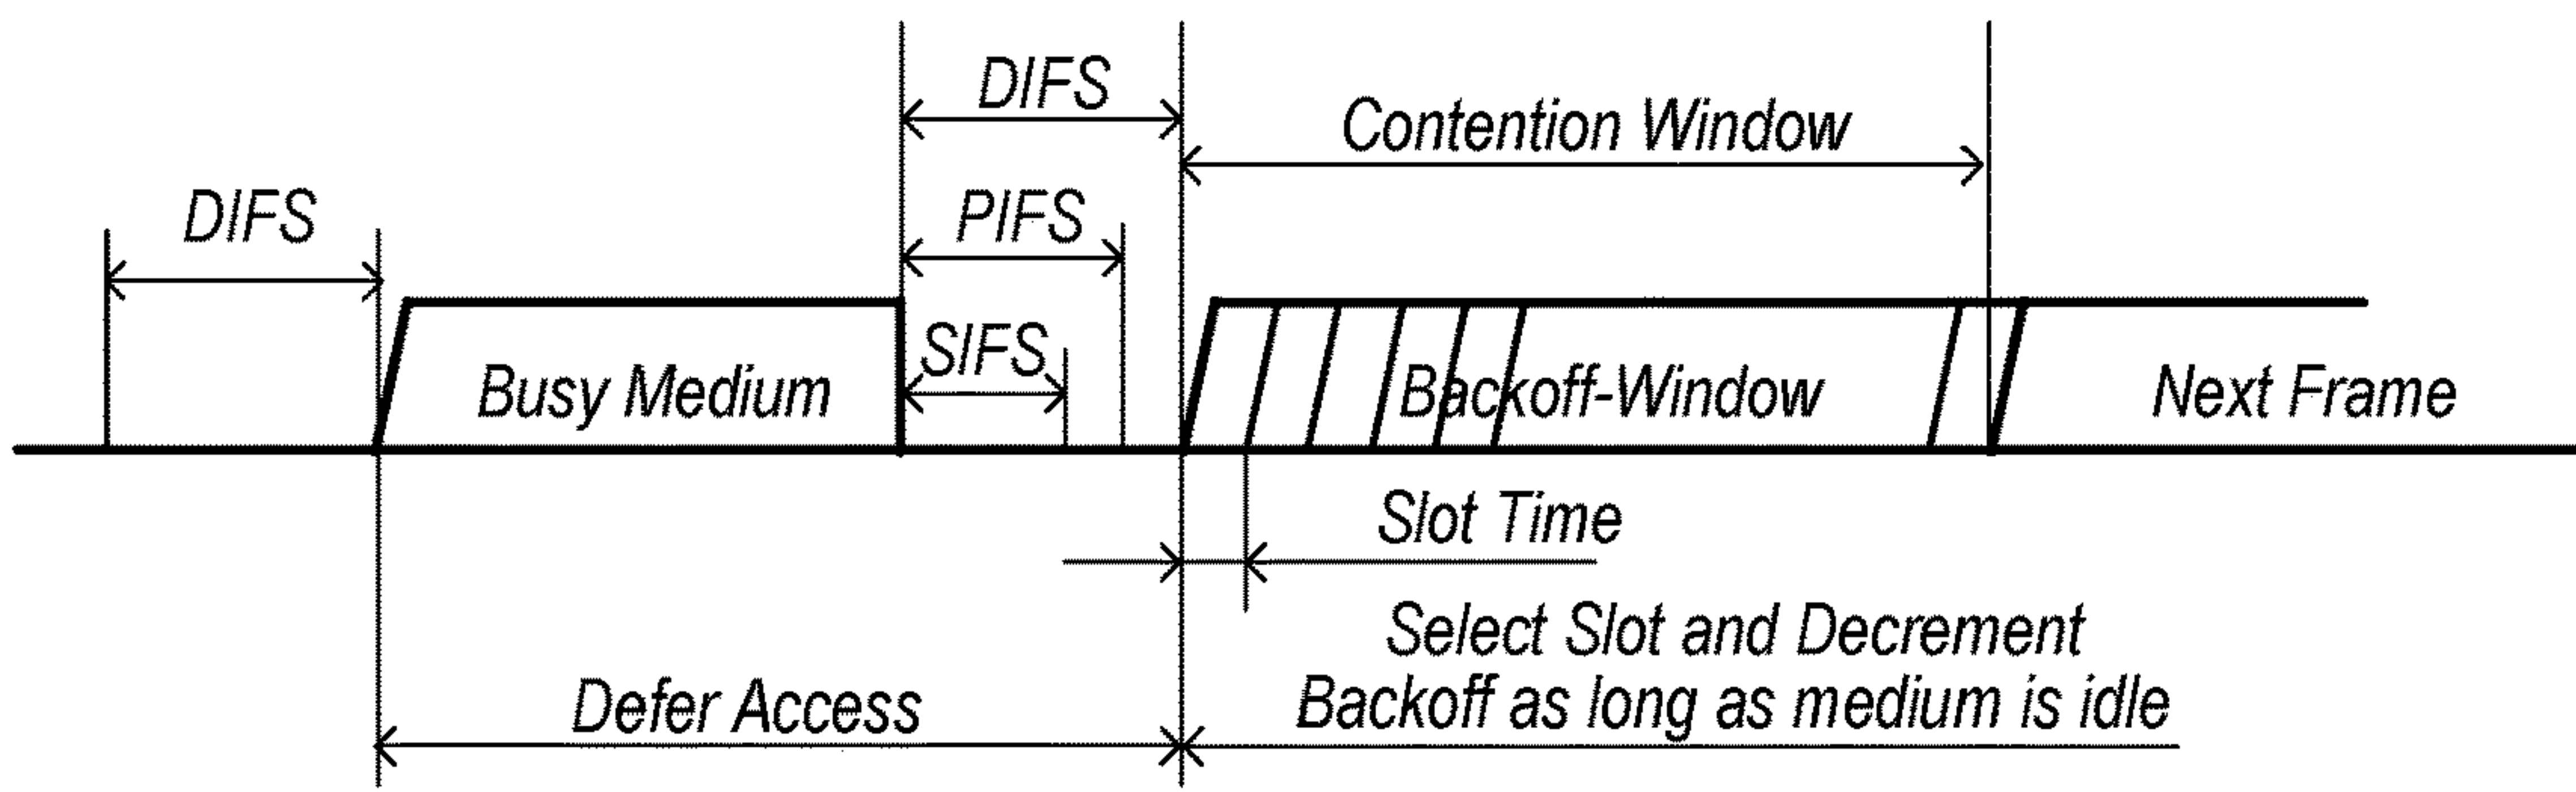 DIFS
Contention Window
DIFS
PIFS
SIFS
Busy Medium
Backoff-Window
Next Frame
Slot Time
Select Slot and Decrement
Backoff as long as medium is idle
Defer Access